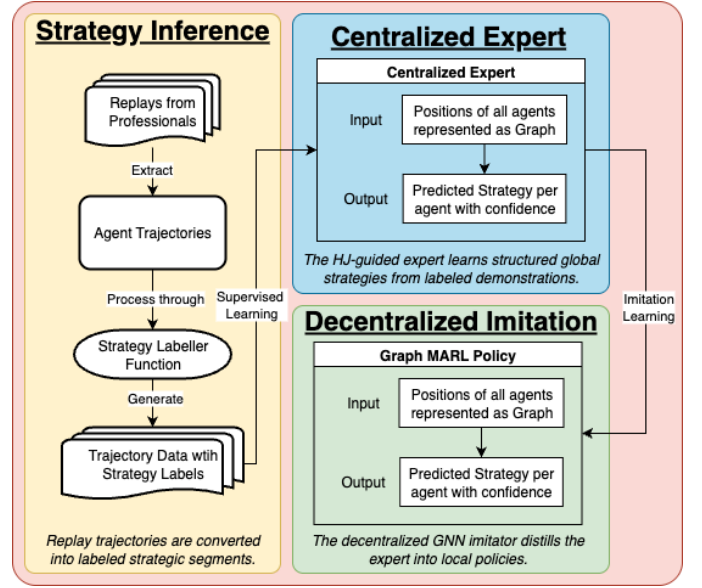 Strategy Inference
Replays from
Professionals
Extract
Agent Trajectories
Process through
Strategy Labeller
Function
Generate
Trajectory Data wtih
Strategy Labels
Replay trajectories are converted
into labeled strategic segments.
Supervised
Learning
Centralized Expert
Centralized Expert
Input
Positions of all agents
represented as Graph
Output
Predicted Strategy per
agent with confidence
The HJ-guided expert learns structured global
strategies from labeled demonstrations.
Imitation
Learning
Decentralized Imitation
Graph MARL Policy
Input
Positions of all agents
represented as Graph
Output
Predicted Strategy per
agent with confidence
The decentralized GNN imitator distills the
expert into local policies.